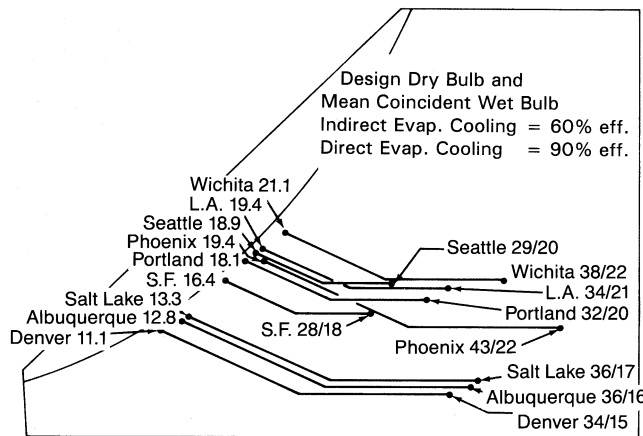 Design Dry Bulb and
Mean Coincident Wet Bulb
Indirect Evap. Cooling = 60% eff.
Direct Evap. Cooling = 90% eff.
Wichita 21.1
L.A. 19.4
Seattle 18.9
Phoenix 19.4
Portland 18.1
S.F. 16.4
Salt Lake 13.3
Albuquerque 12.8
Denver 11.1
Seattle 29/20
Wichita 38/22
L.A. 34/21
Portland 32/20
S.F. 28/18
Phoenix 43/22
Salt Lake 36/17
Albuquerque 36/16
Denver 34/15